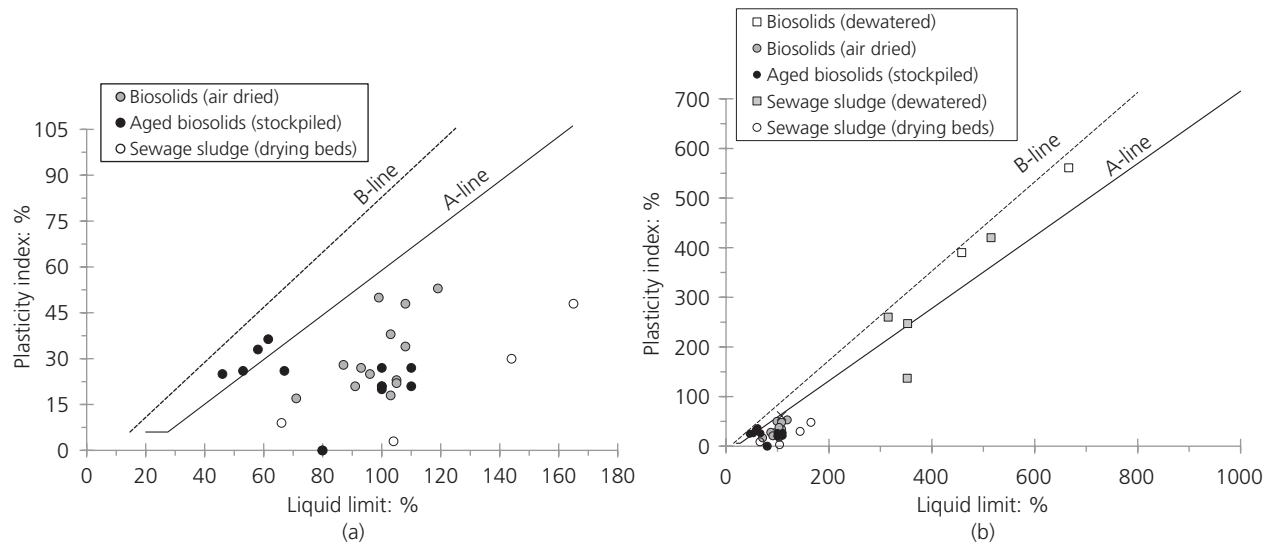 Biosolids (air dried)
Aged biosolids (stockpiled)
Sewage sludge (drying beds)
105
90
75
60
45
30
15
0
Plasticity index: %
B-line
A-line
0 20 40 60 80 100 120 140 160 180
Liquid limit: %
(a)
Biosolids (dewatered)
Biosolids (air dried)
Aged biosolids (stockpiled)
Sewage sludge (dewatered)
Sewage sludge (drying beds)
700
600
500
400
300
200
100
0
Plasticity index: %
B-line
A-line
0 200 400 600 800 1000
Liquid limit: %
(b)